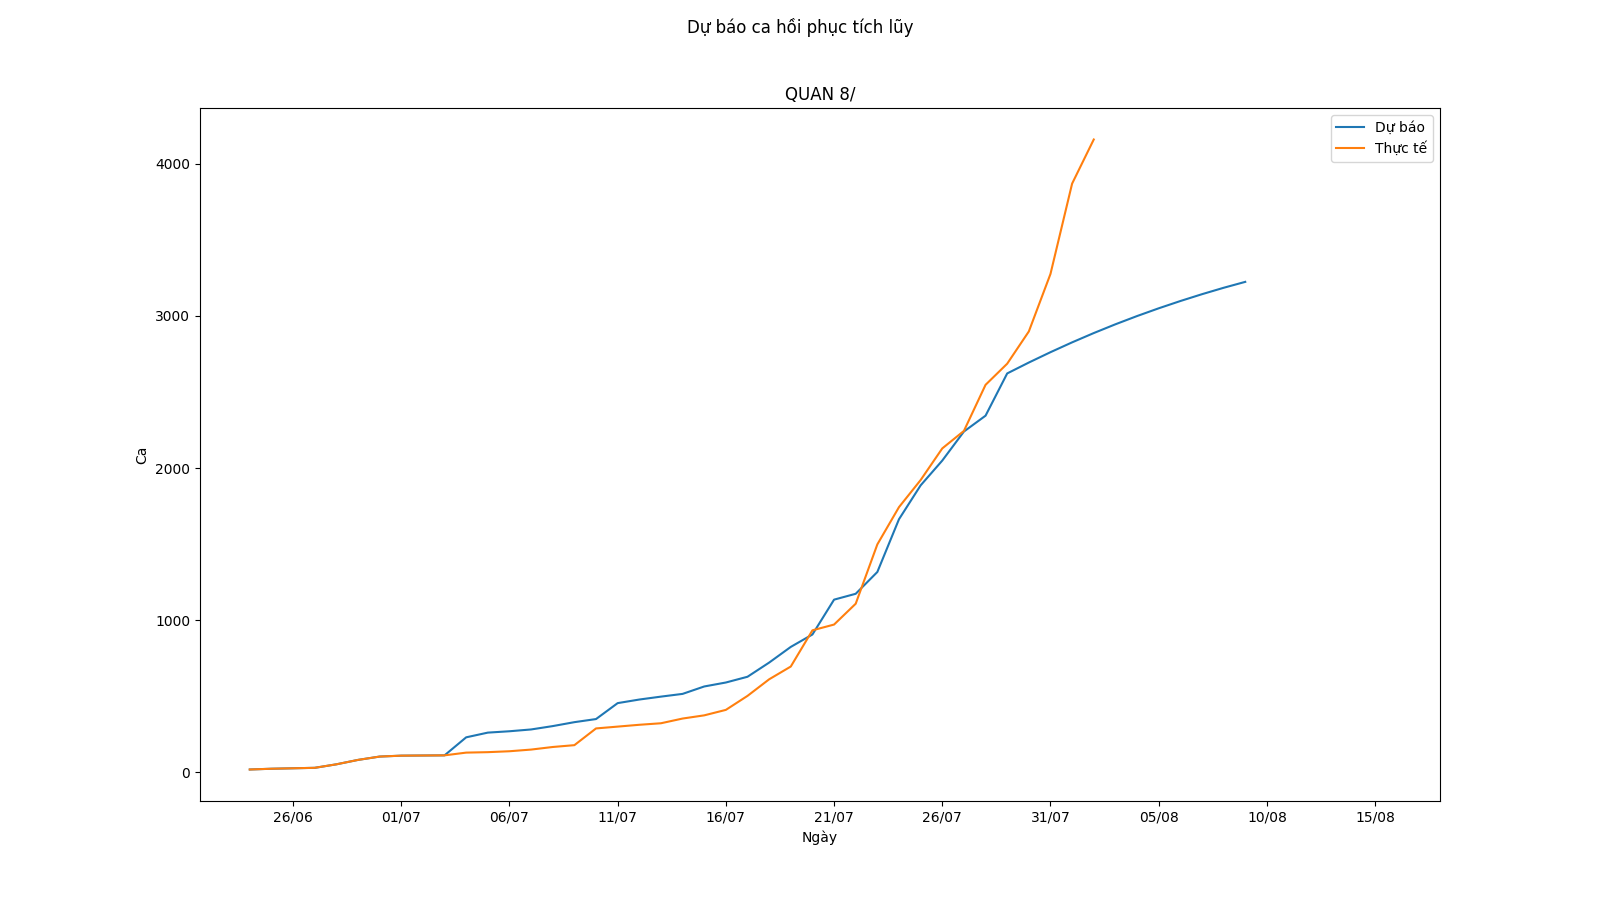 Dự báo ca hồi phục tích lũy
QUAN 8/
Dự báo
Thực tế
4000
3000
2000
1000
0
Ca
26/06 01/07 06/07 11/07 16/07 21/07 26/07 31/07 05/08 10/08 15/08
Ngày